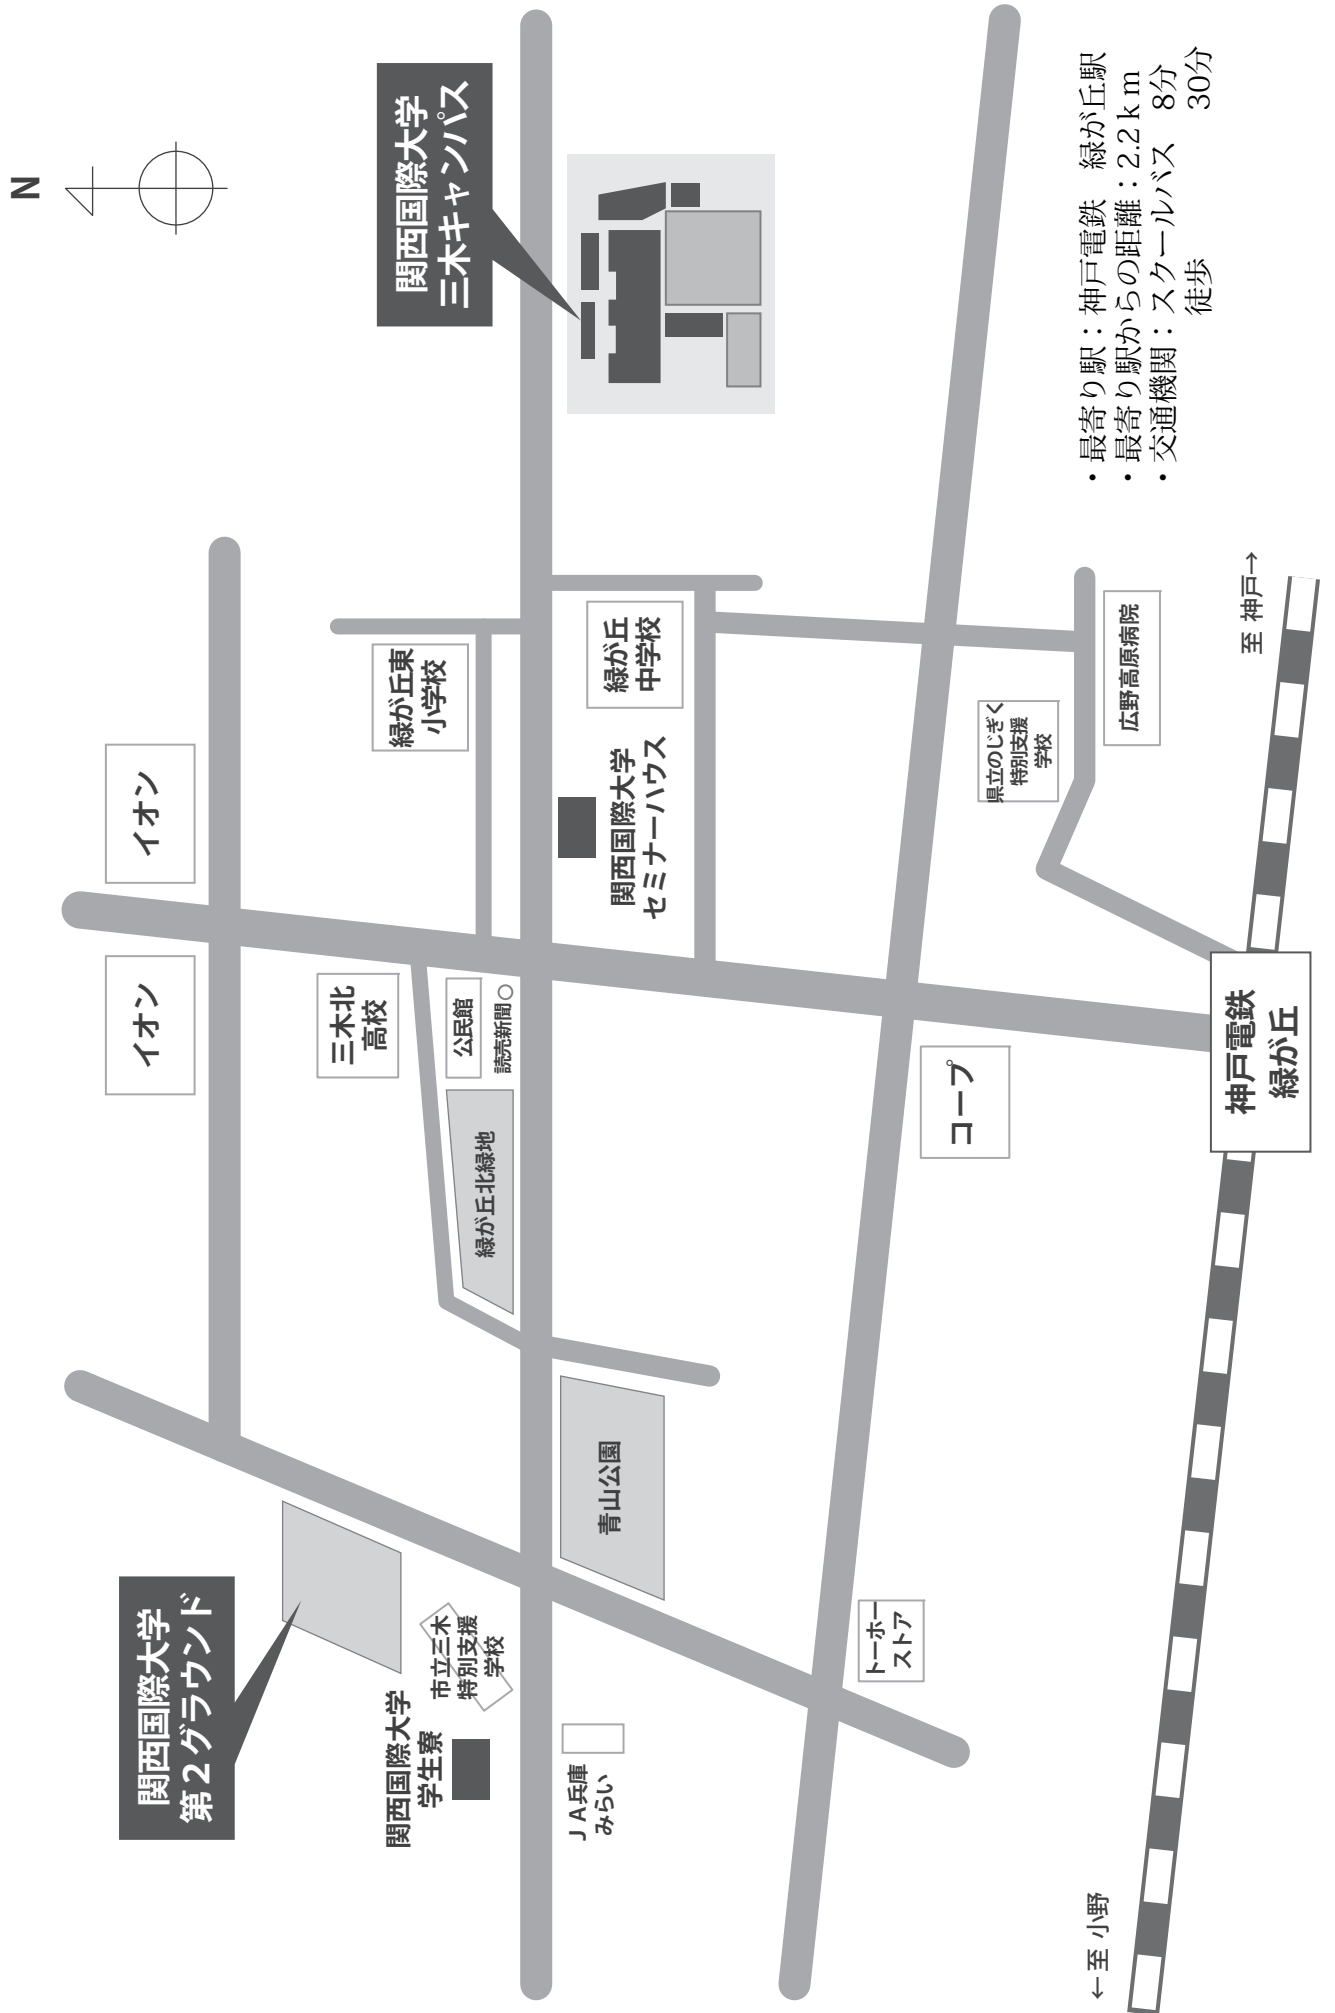 N
関西国際大学
第２グラウンド
関西国際大学
学生寮
市立三木
特別支援
学校
ＪＡ兵庫
みらい
青山公園
トーホー
ストア
←至 小野
イオン
イオン
三木北
高校
公民館
読売新聞○
緑が丘北緑地
コープ
神戸電鉄
緑が丘
緑が丘東
小学校
関西国際大学
セミナーハウス
緑が丘
中学校
県立のじぎく
特別支援
学校
広野高原病院
至 神戸→
関西国際大学
三木キャンパス
・最寄り駅：神戸電鉄　緑が丘駅
・最寄り駅からの距離：2.2ｋｍ
・交通機関：スクールバス　8分
徒歩　30分